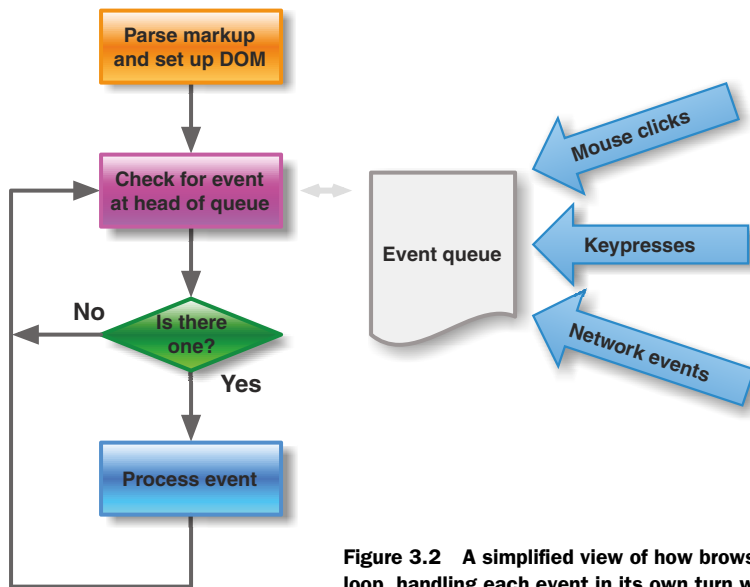 Parse markup
and set up DOM
Check for event
at head of queue
Is there
one?
No
Yes
Process event
Event queue
Mouse clicks
Keypresses
Network events
Figure 3.2 A simplified view of how brows
loop, handling each event in its own turn w